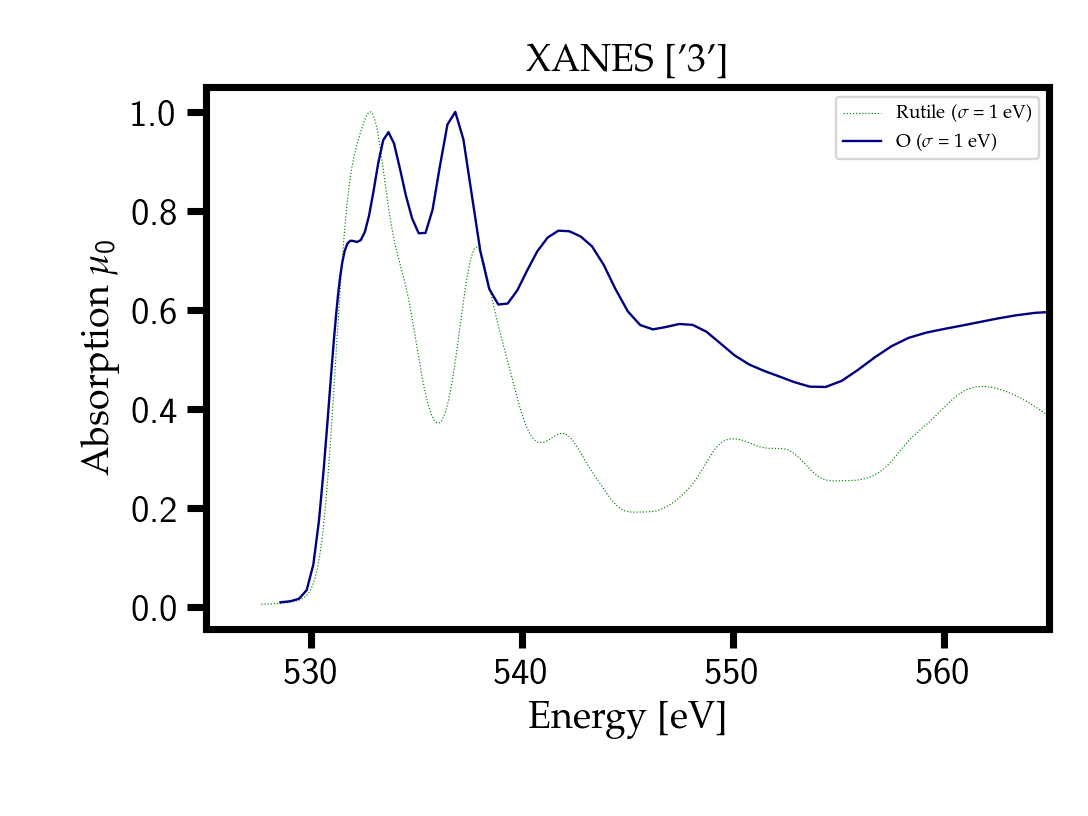 XANES ['3']
Rutile (σ = 1 eV)
O (σ = 1 eV)
Absorption μ₀
1.0
0.8
0.6
0.4
0.2
0.0
530 540 550 560
Energy [eV]